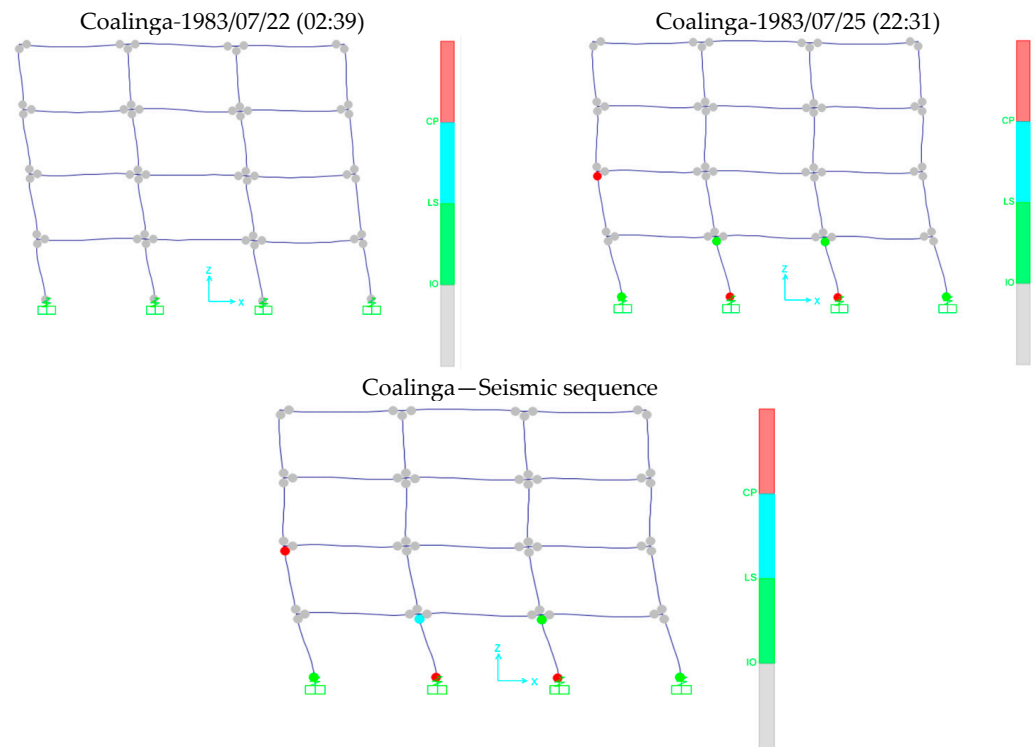 Coalinga-1983/07/22 (02:39)
CP
LS
IO
Z
X
Coalinga-1983/07/25 (22:31)
CP
LS
IO
Z
X
Coalinga—Seismic sequence
CP
LS
IO
Z
X